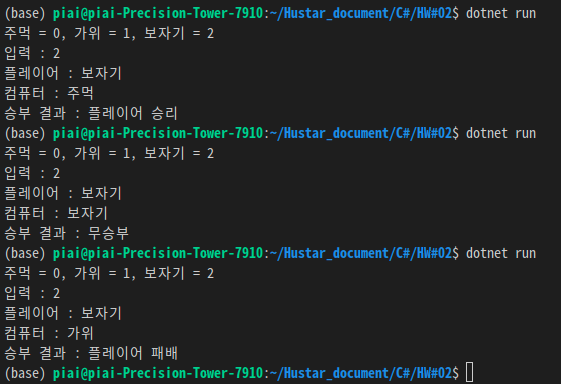 (base) piai@piai-Precision-Tower-7910:~/Hustar_document/C#/HW#02$ dotnet run
주먹 = 0, 가위 = 1, 보자기 = 2
입력 : 2
플레이어 : 보자기
컴퓨터 : 주먹
승부 결과 : 플레이어 승리
(base) piai@piai-Precision-Tower-7910:~/Hustar_document/C#/HW#02$ dotnet run
주먹 = 0, 가위 = 1, 보자기 = 2
입력 : 2
플레이어 : 보자기
컴퓨터 : 보자기
승부 결과 : 무승부
(base) piai@piai-Precision-Tower-7910:~/Hustar_document/C#/HW#02$ dotnet run
주먹 = 0, 가위 = 1, 보자기 = 2
입력 : 2
플레이어 : 보자기
컴퓨터 : 가위
승부 결과 : 플레이어 패배
(base) piai@piai-Precision-Tower-7910:~/Hustar_document/C#/HW#02$